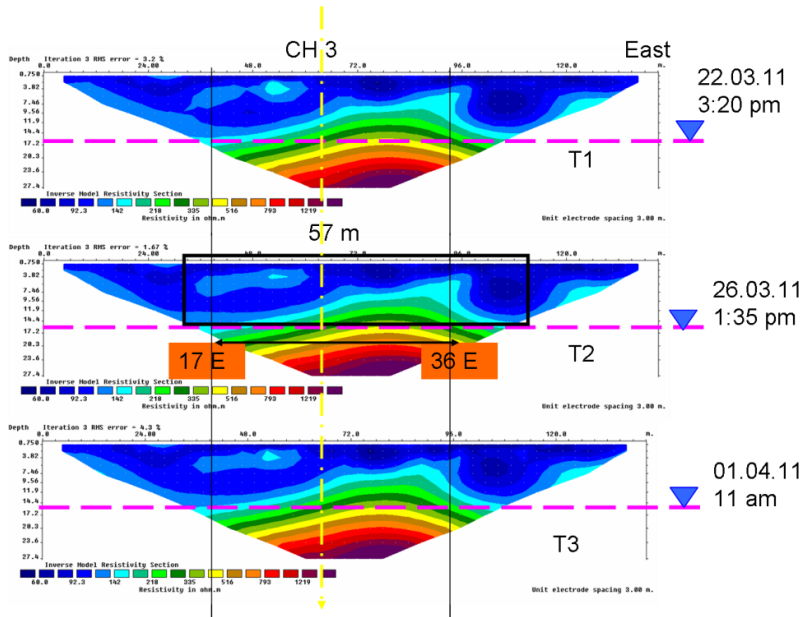 CH 3
East
Depth Iteration 3 RMS error = 3.2 %
0.0 24.0 48.0 72.0 96.0 120.0 m.
0.750
3.82
7.46
9.56
11.9
14.4
17.2
20.3
23.6
27.4
T1
22.03.11
3:20 pm
Inverse Model Resistivity Section
60.0 92.3 142 218 335 516 793 1219
Resistivity in ohm.m
Unit electrode spacing 3.00 m.
57 m
Depth Iteration 3 RMS error = 1.67 %
0.0 24.0 48.0 72.0 96.0 120.0 m.
0.750
3.82
7.46
9.56
11.9
14.4
17.2
20.3
23.6
27.4
17 E
36 E
T2
26.03.11
1:35 pm
Inverse Model Resistivity Section
60.0 92.3 142 218 335 516 793 1219
Resistivity in ohm.m
Unit electrode spacing 3.00 m.
Depth Iteration 3 RMS error = 4.3 %
0.0 24.0 48.0 72.0 96.0 120.0 m.
0.750
3.82
7.46
9.56
11.9
14.4
17.2
20.3
23.6
27.4
T3
01.04.11
11 am
Inverse Model Resistivity Section
60.0 92.3 142 218 335 516 793 1219
Resistivity in ohm.m
Unit electrode spacing 3.00 m.